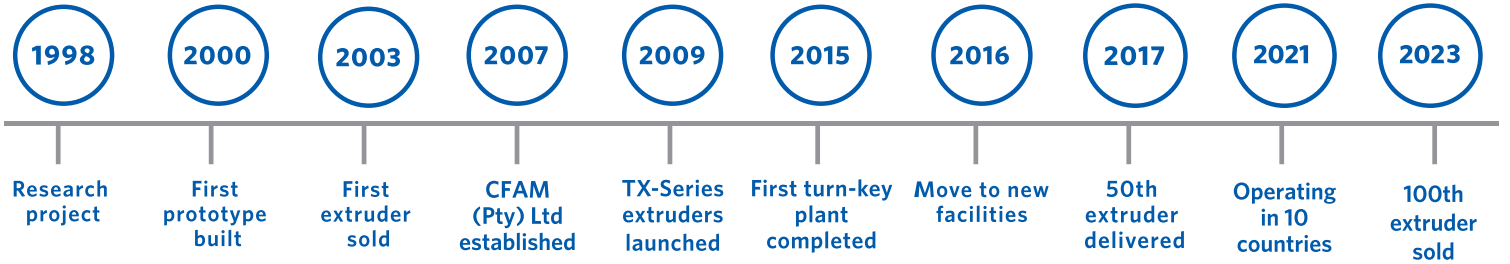 1998
2000
2003
2007
2009
2015
2016
2017
2021
2023
Research
project
First
prototype
built
First
extruder
sold
CFAM
(Pty) Ltd
established
TX-Series
extruders
launched
First turn-key
plant
completed
Move to new
facilities
50th
extruder
delivered
Operating
in 10
countries
100th
extruder
sold